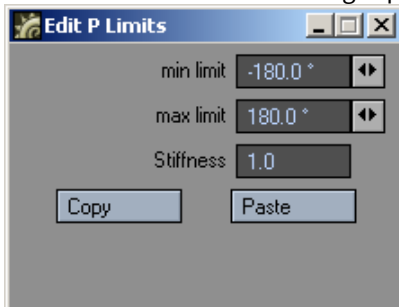 Edit P Limits
min limit -180.0 °
max limit 180.0 °
Stiffness 1.0
Copy Paste